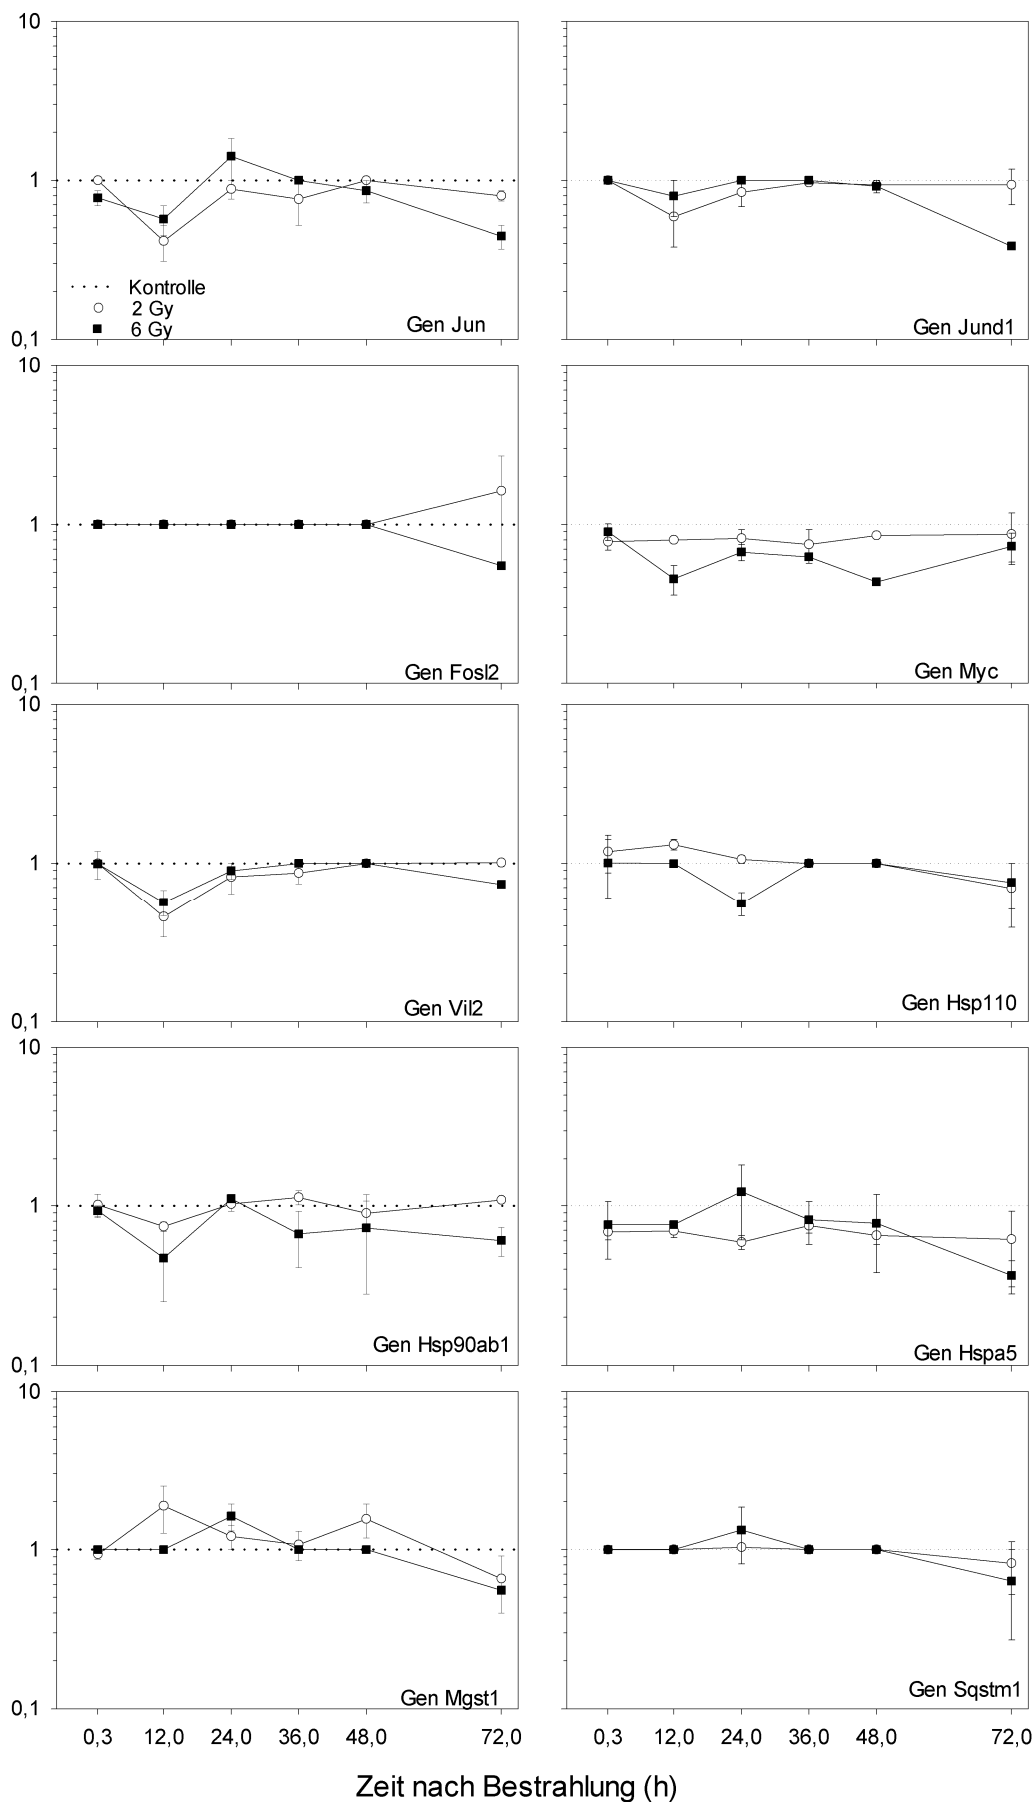 10
1
0,1
Kontrolle
2 Gy
6 Gy
Gen Jun
Gen Jund1
10
1
0,1
Gen Fosl2
Gen Myc
10
1
0,1
Gen Vil2
Gen Hsp110
10
1
0,1
Gen Hsp90ab1
Gen Hspa5
10
1
0,1
Gen Mgst1
Gen Sqstm1
0,3 12,0 24,0 36,0 48,0 72,0
0,3 12,0 24,0 36,0 48,0 72,0
Zeit nach Bestrahlung (h)